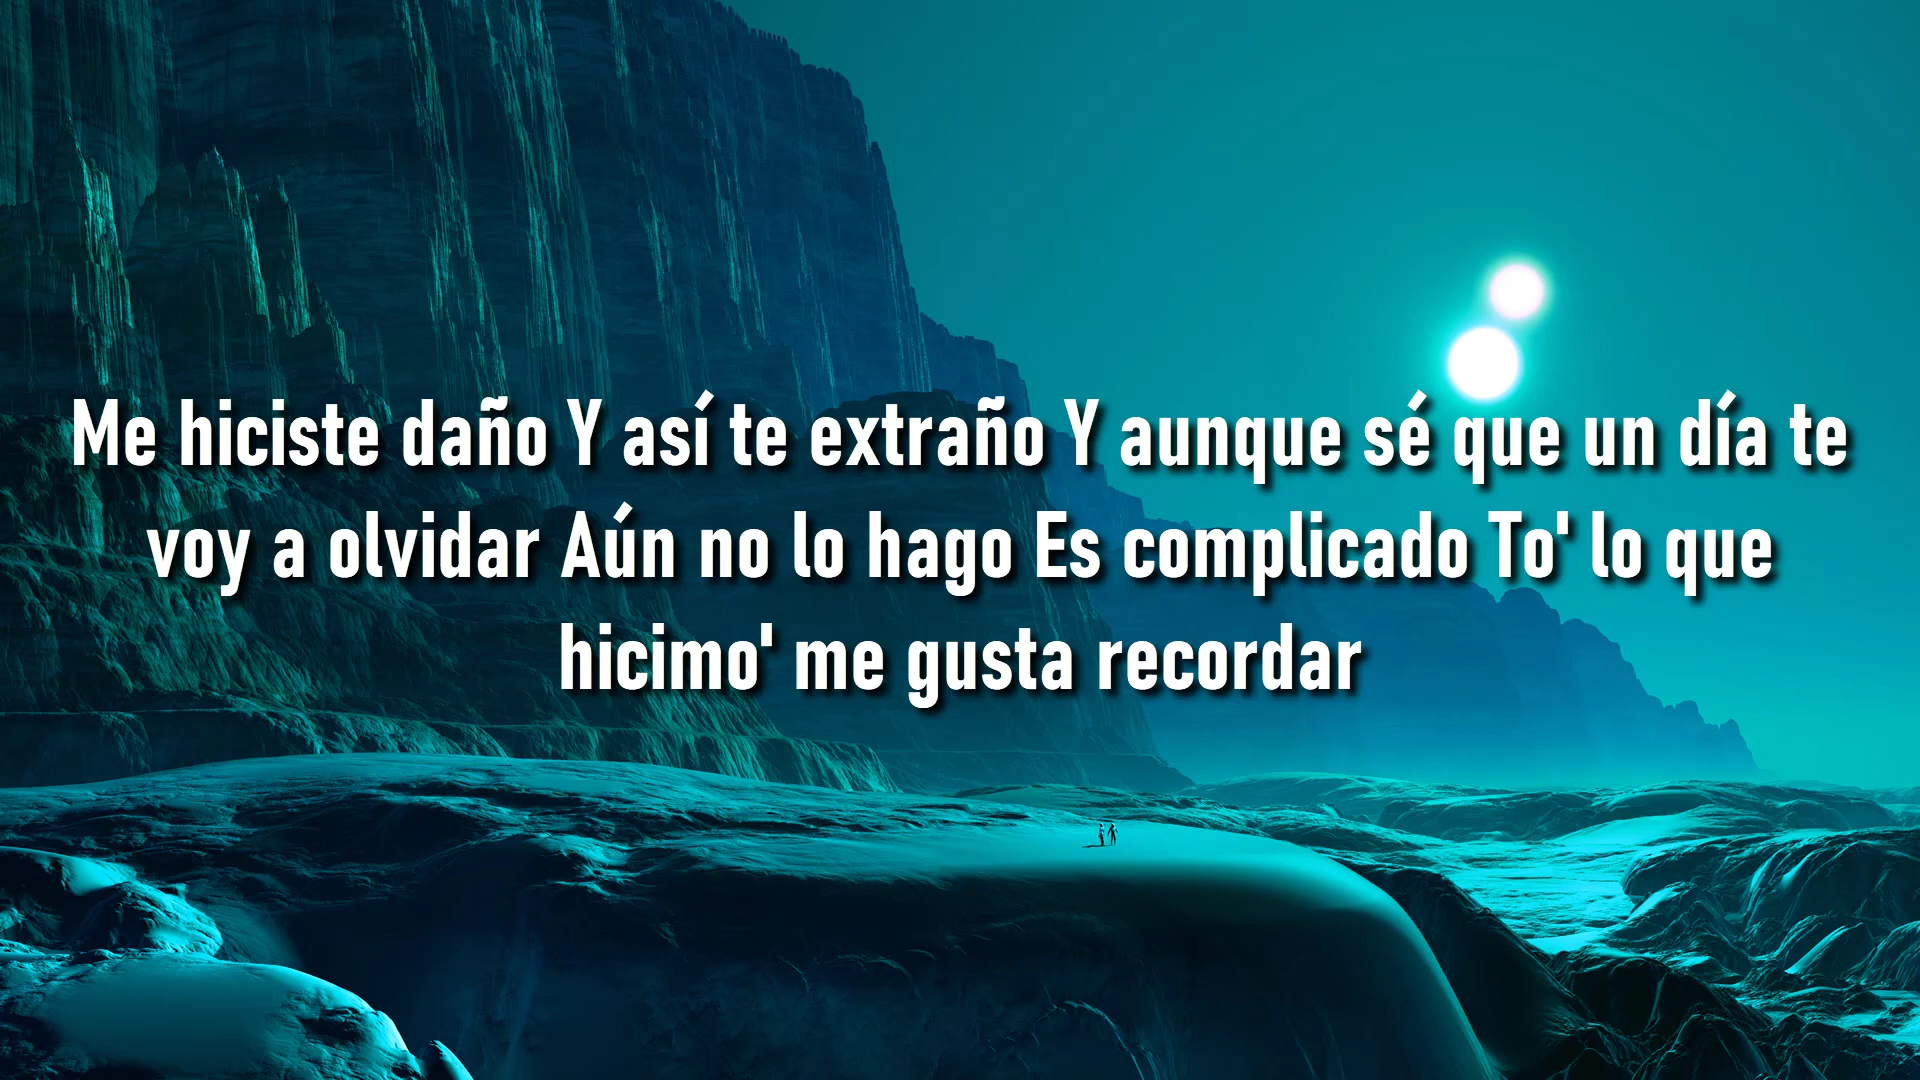 Me hiciste daño Y así te extraño Y aunque sé que un día te
voy a olvidar Aún no lo hago Es complicado To' lo que
hicimo' me gusta recordar